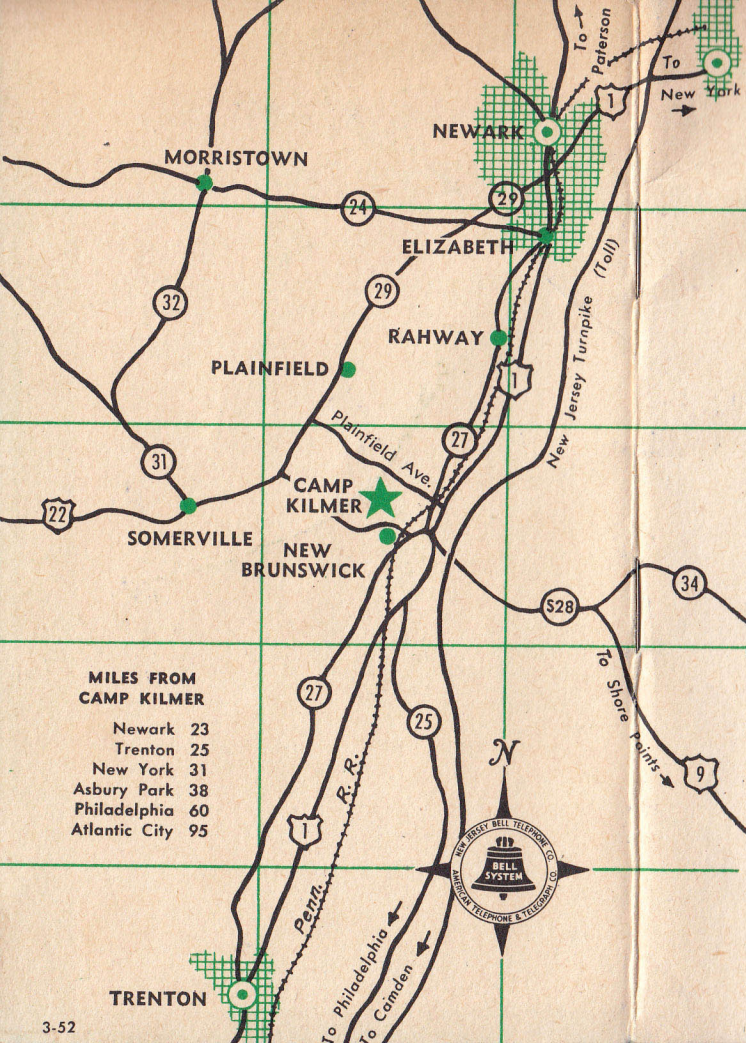 To
Paterson
To
New York
1
NEWARK
MORRISTOWN
29
24
ELIZABETH
New Jersey Turnpike (Toll)
32
29
RAHWAY
PLAINFIELD
1
Plainfield Ave.
27
31
CAMP
KILMER
22
SOMERVILLE
NEW
BRUNSWICK
S28
34
To Shore Points
MILES FROM
CAMP KILMER
Newark 23
Trenton 25
New York 31
Asbury Park 38
Philadelphia 60
Atlantic City 95
27
25
9
N
1
Penn. R. R.
NEW JERSEY BELL TELEPHONE CO.
BELL
SYSTEM
AMERICAN TELEPHONE & TELEGRAPH CO.
To Philadelphia
To Camden
TRENTON
3-52